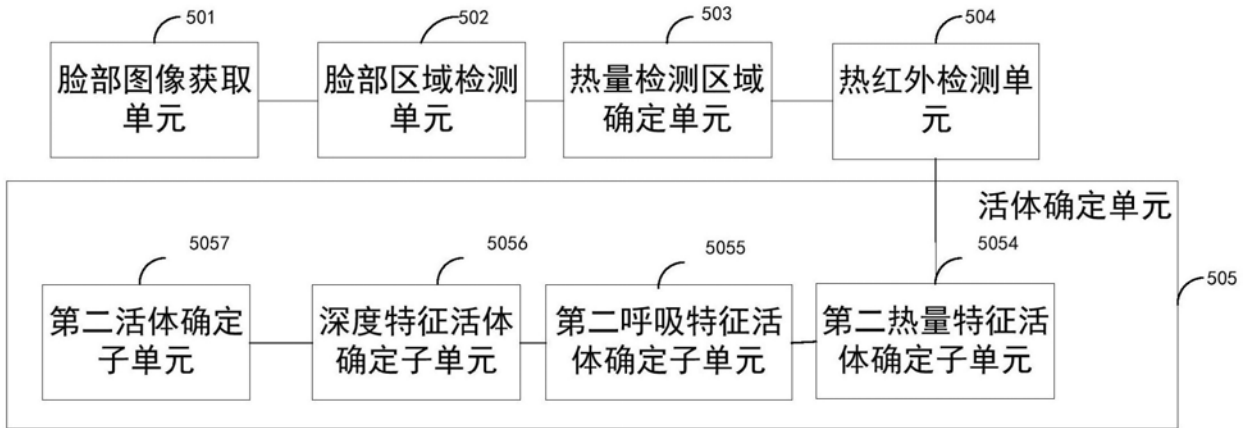 501
502
503
504
脸部图像获取
单元
脸部区域检测
单元
热量检测区域
确定单元
热红外检测单
元
活体确定单元
5057
5056
5055
5054
505
第二活体确定
子单元
深度特征活体
确定子单元
第二呼吸特征活
体确定子单元
第二热量特征活
体确定子单元